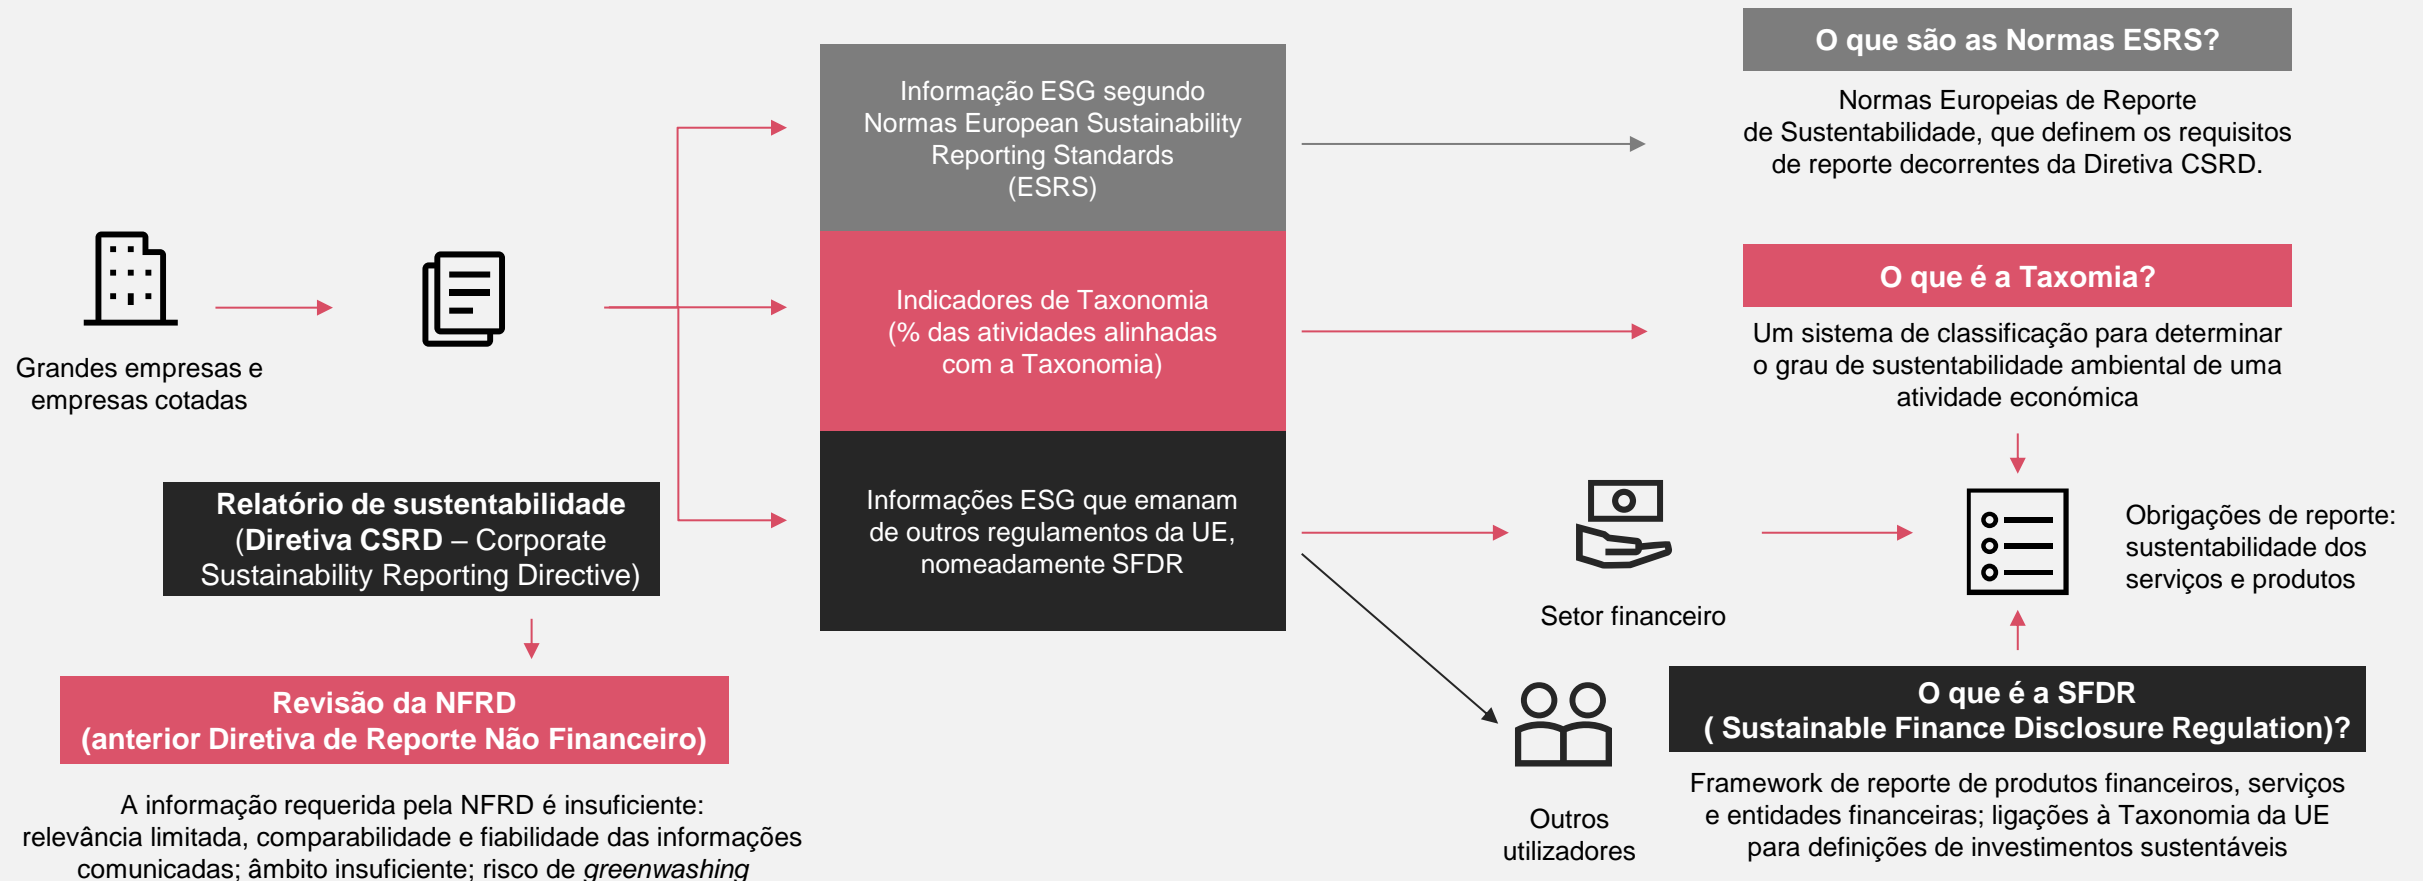 Grandes empresas e
empresas cotadas
Relatório de sustentabilidade
(Diretiva CSRD – Corporate
Sustainability Reporting Directive)
Revisão da NFRD
(anterior Diretiva de Reporte Não Financeiro)
A informação requerida pela NFRD é insuficiente:
relevância limitada, comparabilidade e fiabilidade das informações
comunicadas; âmbito insuficiente; risco de greenwashing
Informação ESG segundo
Normas European Sustainability
Reporting Standards
(ESRS)
Indicadores de Taxonomia
(% das atividades alinhadas
com a Taxonomia)
Informações ESG que emanam
de outros regulamentos da UE,
nomeadamente SFDR
Setor financeiro
Outros
utilizadores
O que são as Normas ESRS?
Normas Europeias de Reporte
de Sustentabilidade, que definem os requisitos
de reporte decorrentes da Diretiva CSRD.
O que é a Taxomia?
Um sistema de classificação para determinar
o grau de sustentabilidade ambiental de uma
atividade económica
Obrigações de reporte:
sustentabilidade dos
serviços e produtos
O que é a SFDR
( Sustainable Finance Disclosure Regulation)?
Framework de reporte de produtos financeiros, serviços
e entidades financeiras; ligações à Taxonomia da UE
para definições de investimentos sustentáveis